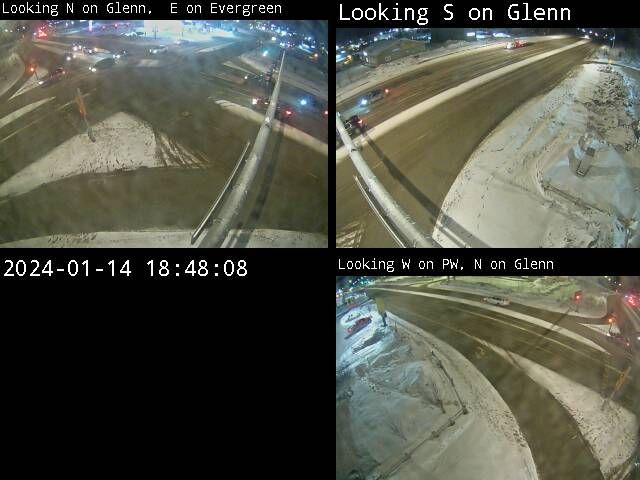 Looking N on Glenn, E on Evergreen
Looking S on Glenn
2024-01-14 18:48:08
Looking W on PW, N on Glenn